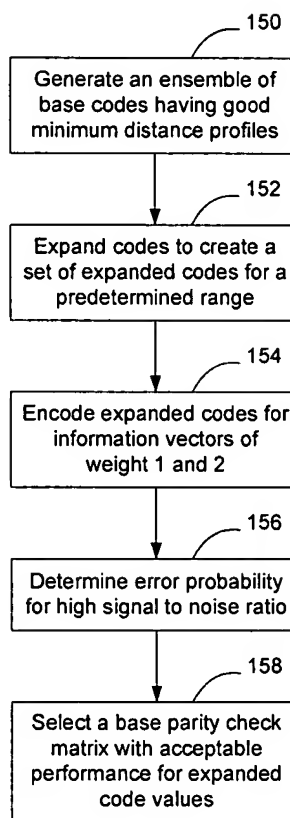 150
Generate an ensemble of
base codes having good
minimum distance profiles
152
Expand codes to create a
set of expanded codes for a
predetermined range
154
Encode expanded codes for
information vectors of
weight 1 and 2
156
Determine error probability
for high signal to noise ratio
158
Select a base parity check
matrix with acceptable
performance for expanded
code values